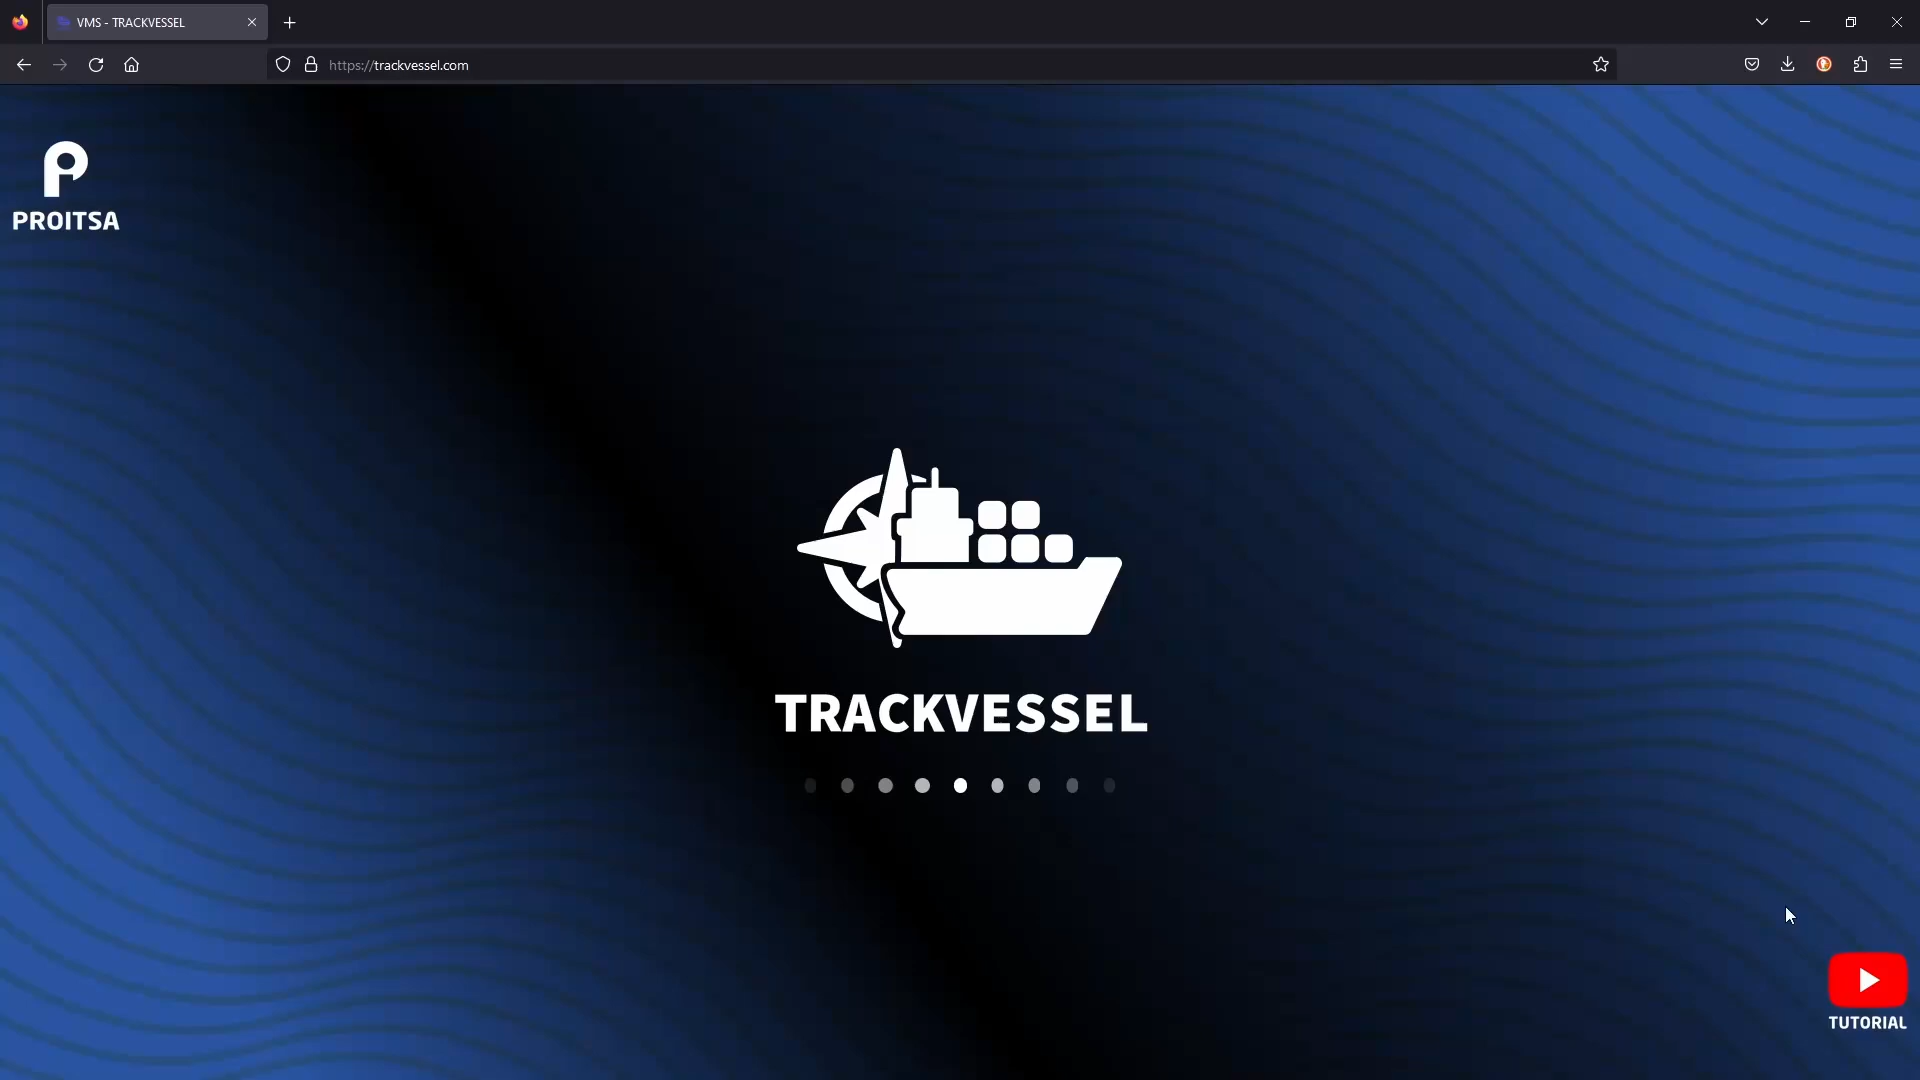 VMS - TRACKVESSEL
https://trackvessel.com
PROITSA
TRACKVESSEL
TUTORIAL